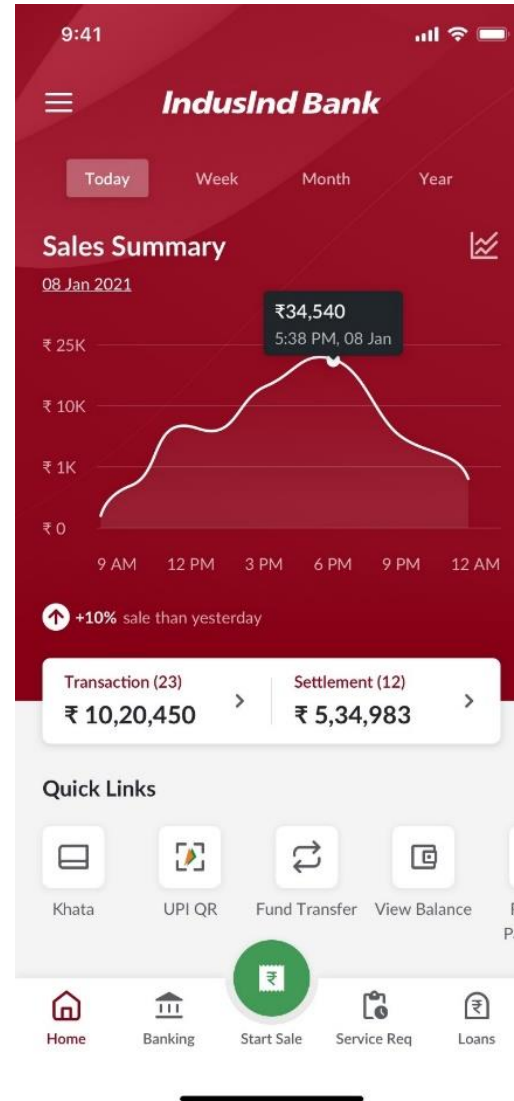 9:41
IndusInd Bank
Today Week Month Year
Sales Summary
08 Jan 2021
₹34,540
5:38 PM, 08 Jan
₹ 25K
₹ 10K
₹ 1K
₹ 0
9 AM 12 PM 3 PM 6 PM 9 PM 12 AM
+10% sale than yesterday
Transaction (23) Settlement (12)
₹ 10,20,450 > ₹ 5,34,983 >
Quick Links
Khata UPI QR Fund Transfer View Balance
₹
Home Banking Start Sale Service Req Loans